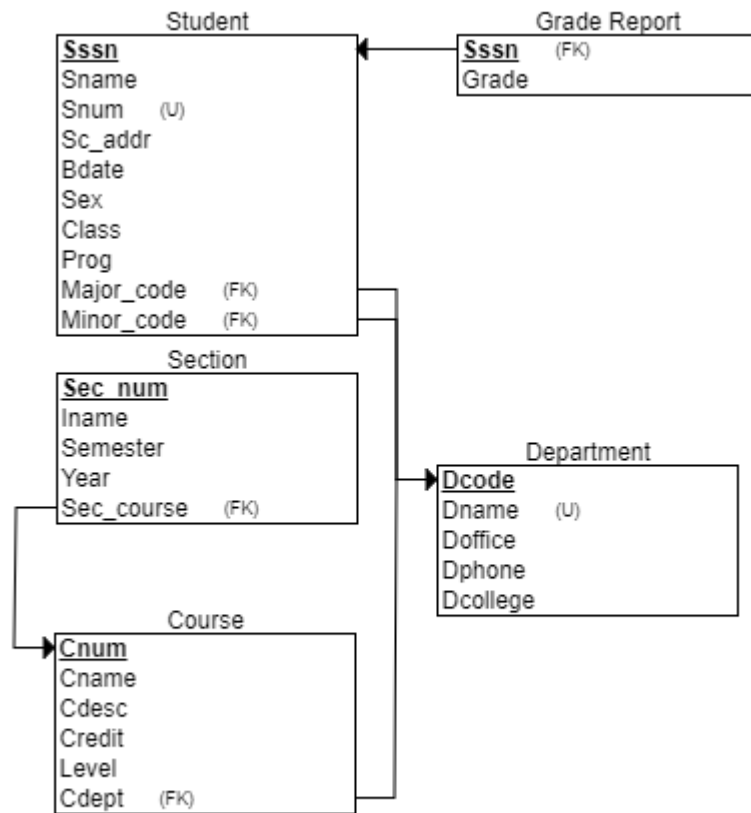 Student
Sssn
Sname
Snum (U)
Sc_addr
Bdate
Sex
Class
Prog
Major_code (FK)
Minor_code (FK)
Grade Report
Sssn (FK)
Grade
Section
Sec_num
Iname
Semester
Year
Sec_course (FK)
Department
Dcode
Dname (U)
Doffice
Dphone
Dcollege
Course
Cnum
Cname
Cdesc
Credit
Level
Cdept (FK)